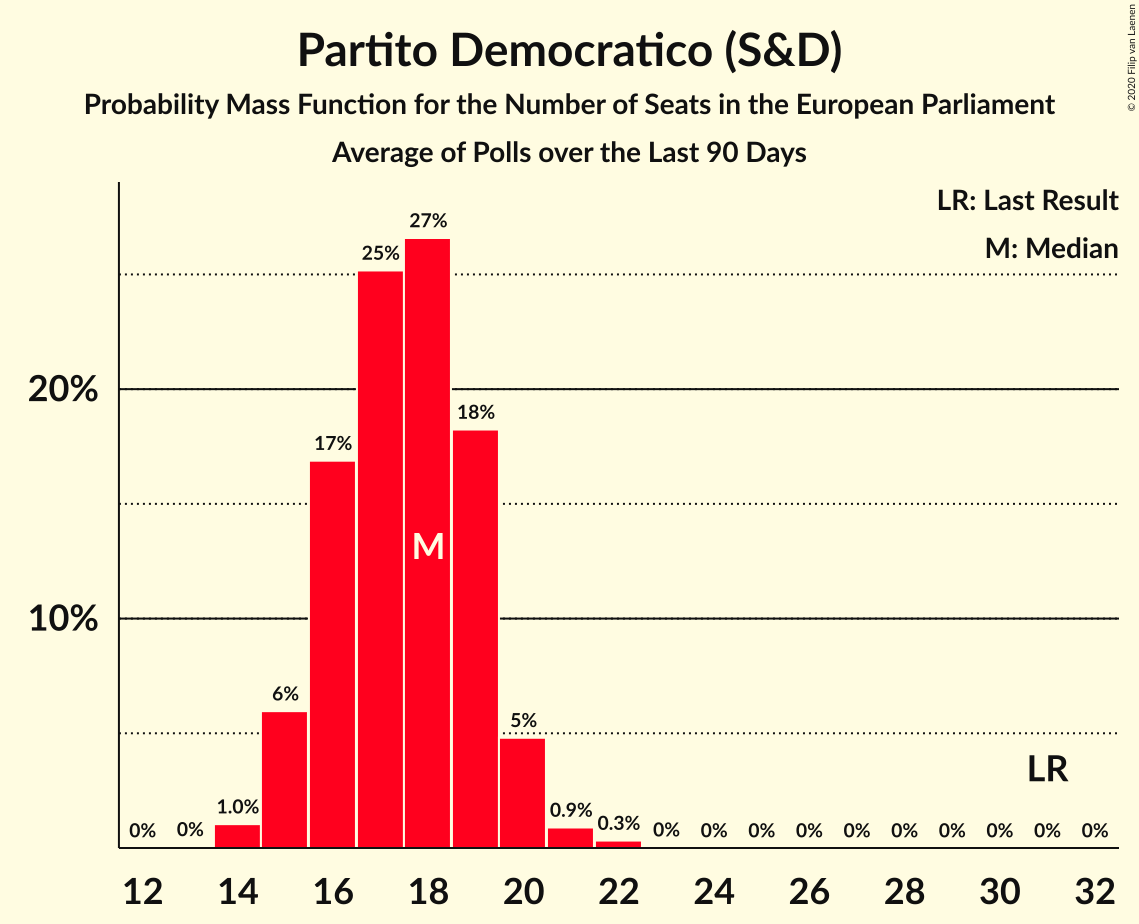 Partito Democratico (S&D)
Probability Mass Function for the Number of Seats in the European Parliament
Average of Polls over the Last 90 Days
© 2020 Filip van Laenen
LR: Last Result
M: Median
27%
25%
20%
18%
17%
M
10%
6%
5%
LR
1.0%
0.9%
0.3%
0% 0% 0% 0% 0% 0% 0% 0% 0% 0% 0% 0%
12 14 16 18 20 22 24 26 28 30 32